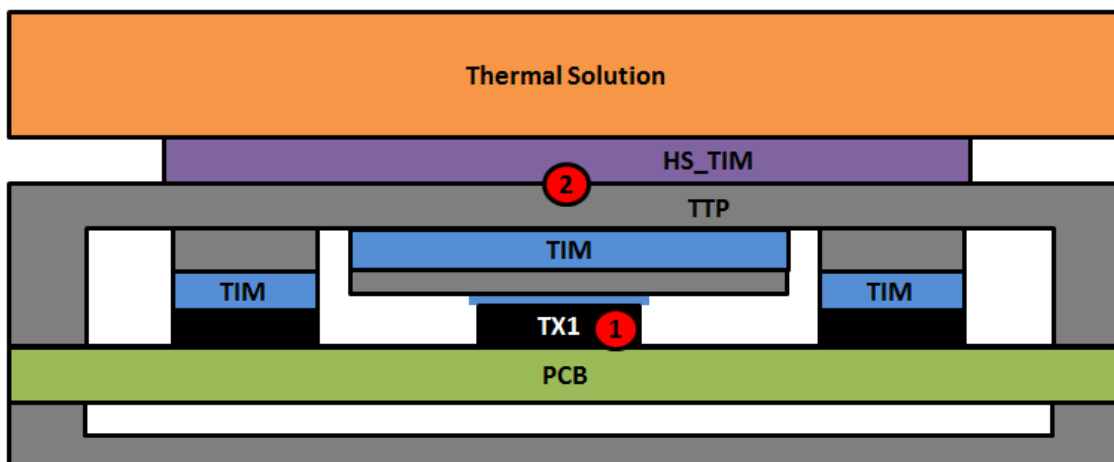 Thermal Solution
HS_TIM
2
TTP
TIM
TIM
TIM
TX1
1
PCB